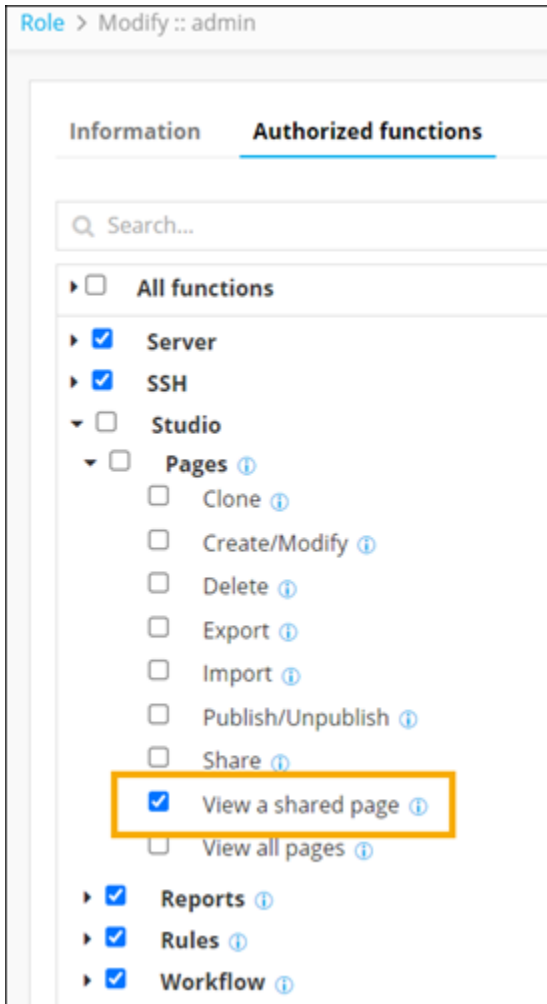 Role > Modify :: admin
Information Authorized functions
Search...
All functions
Server
SSH
Studio
Pages
Clone
Create/Modify
Delete
Export
Import
Publish/Unpublish
Share
View a shared page
View all pages
Reports
Rules
Workflow